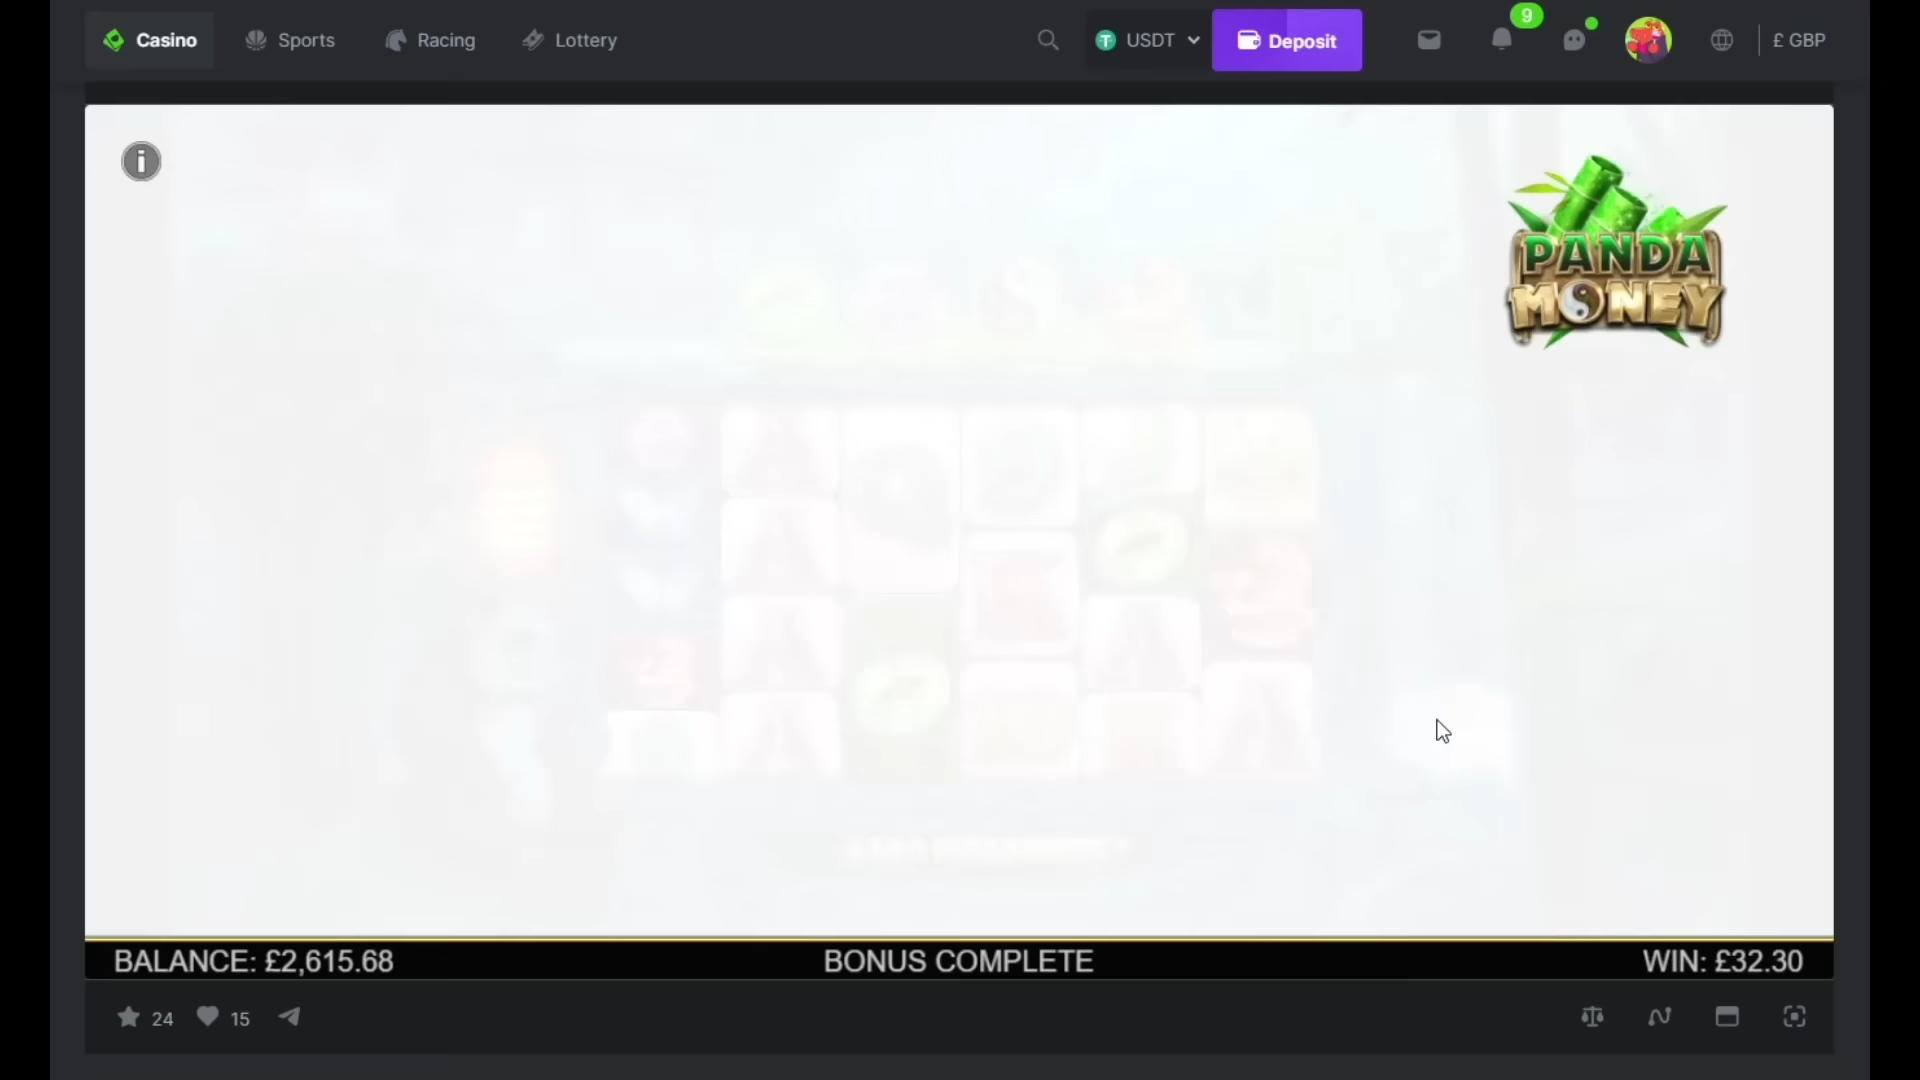 Casino
Sports
Racing
Lottery
USDT
Deposit
9
£ GBP
i
PANDA
MONEY
BALANCE: £2,615.68
BONUS COMPLETE
WIN: £32.30
24
15